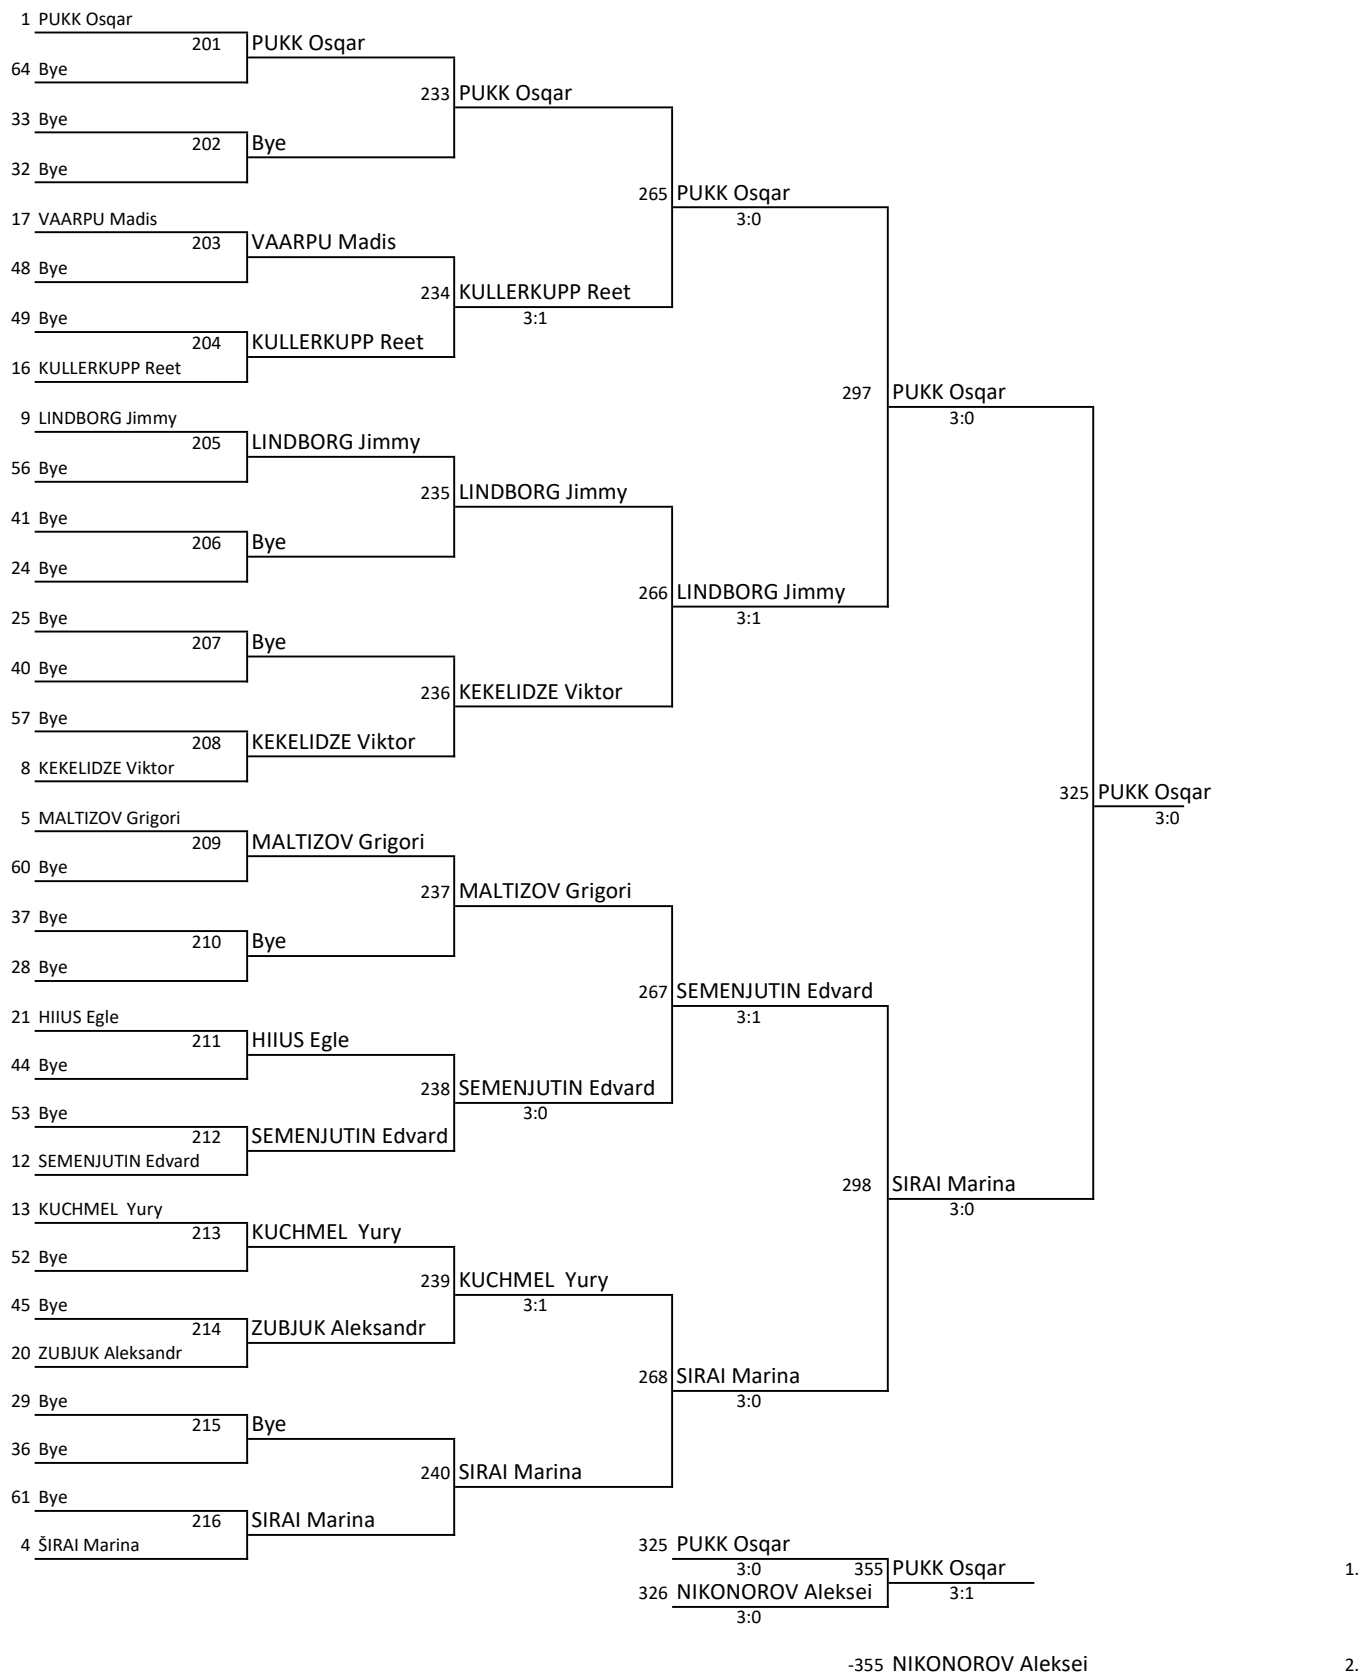 1 PUKK Osqar
201 PUKK Osqar
64 Bye
233 PUKK Osqar
33 Bye
202 Bye
32 Bye
265 PUKK Osqar
3:0
17 VAARPU Madis
203 VAARPU Madis
48 Bye
234 KULLERKUPP Reet
3:1
49 Bye
204 KULLERKUPP Reet
16 KULLERKUPP Reet
297 PUKK Osqar
3:0
9 LINDBORG Jimmy
205 LINDBORG Jimmy
56 Bye
235 LINDBORG Jimmy
41 Bye
206 Bye
24 Bye
266 LINDBORG Jimmy
3:1
25 Bye
207 Bye
40 Bye
236 KEKELIDZE Viktor
57 Bye
208 KEKELIDZE Viktor
8 KEKELIDZE Viktor
325 PUKK Osqar
3:0
5 MALTIZOV Grigori
209 MALTIZOV Grigori
60 Bye
237 MALTIZOV Grigori
37 Bye
210 Bye
28 Bye
267 SEMENJUTIN Edvard
3:1
21 HIIUS Egle
211 HIIUS Egle
44 Bye
238 SEMENJUTIN Edvard
3:0
53 Bye
212 SEMENJUTIN Edvard
12 SEMENJUTIN Edvard
298 SIRAI Marina
3:0
13 KUCHMEL  Yury
213 KUCHMEL  Yury
52 Bye
239 KUCHMEL  Yury
3:1
45 Bye
214 ZUBJUK Aleksandr
20 ZUBJUK Aleksandr
268 SIRAI Marina
3:0
29 Bye
215 Bye
36 Bye
240 SIRAI Marina
61 Bye
216 SIRAI Marina
4 ŠIRAI Marina
325 PUKK Osqar
3:0
355 PUKK Osqar 1.
3:1
326 NIKONOROV Aleksei
3:0
-355 NIKONOROV Aleksei 2.